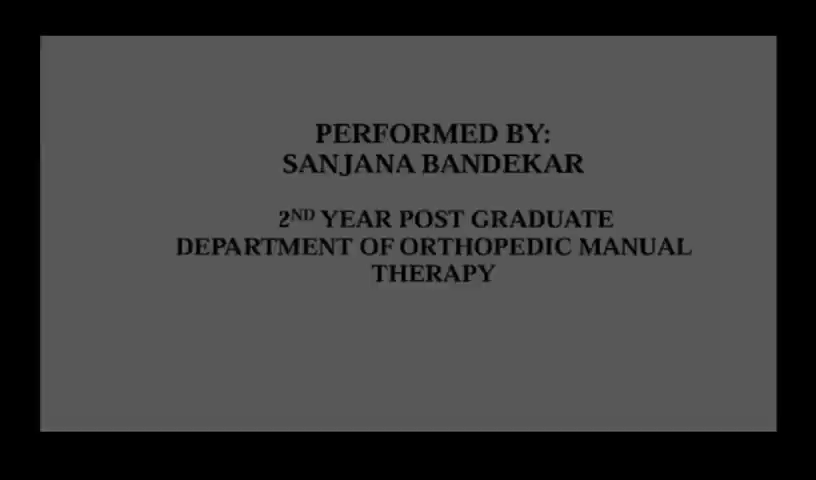 PERFORMED BY:
SANJANA BANDEKAR
2ND YEAR POST GRADUATE
DEPARTMENT OF ORTHOPEDIC MANUAL
THERAPY